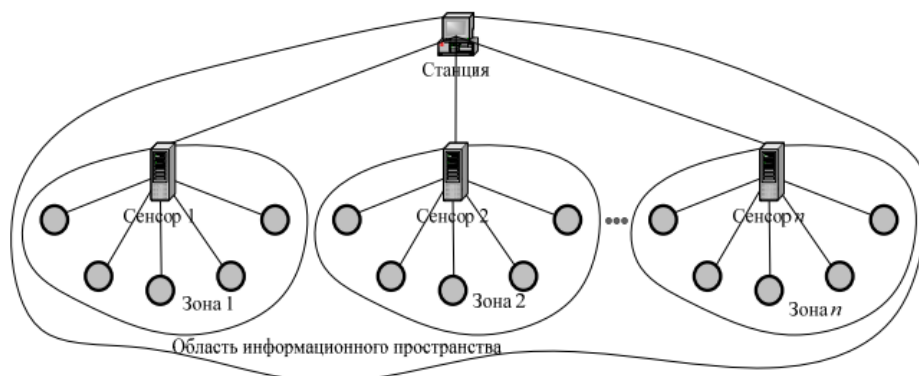 Станция
Сенсор 1
Сенсор 2
Сенсор n
Зона 1
Зона 2
Зона n
Область информационного пространства